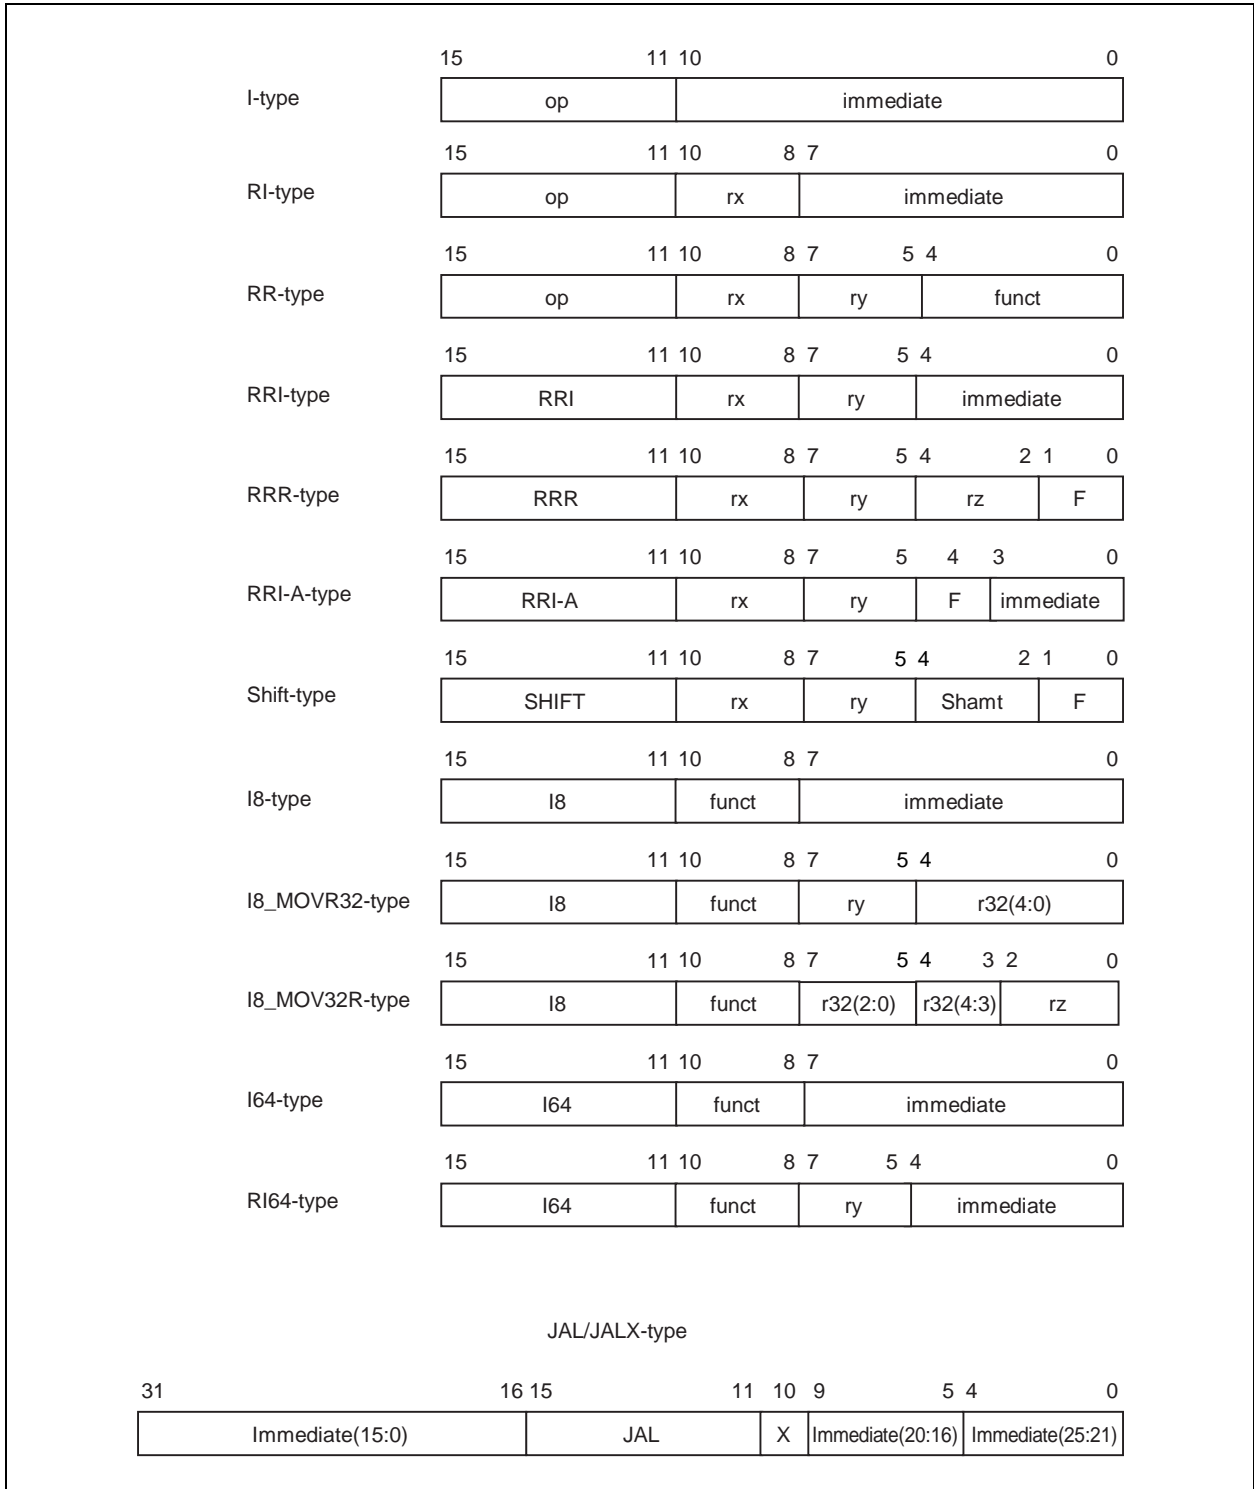 15 11 10 0
I-type op immediate
15 11 10 8 7 0
RI-type op rx immediate
15 11 10 8 7 5 4 0
RR-type op rx ry funct
15 11 10 8 7 5 4 0
RRI-type RRI rx ry immediate
15 11 10 8 7 5 4 2 1 0
RRR-type RRR rx ry rz F
15 11 10 8 7 5 4 3 0
RRI-A-type RRI-A rx ry F immediate
15 11 10 8 7 5 4 2 1 0
Shift-type SHIFT rx ry Shamt F
15 11 10 8 7 0
I8-type I8 funct immediate
15 11 10 8 7 5 4 0
I8_MOVR32-type I8 funct ry r32(4:0)
15 11 10 8 7 5 4 3 2 0
I8_MOV32R-type I8 funct r32(2:0) r32(4:3) rz
15 11 10 8 7 0
I64-type I64 funct immediate
15 11 10 8 7 5 4 0
RI64-type I64 funct ry immediate
JAL/JALX-type
31 16 15 11 10 9 5 4 0
Immediate(15:0) JAL X Immediate(20:16) Immediate(25:21)